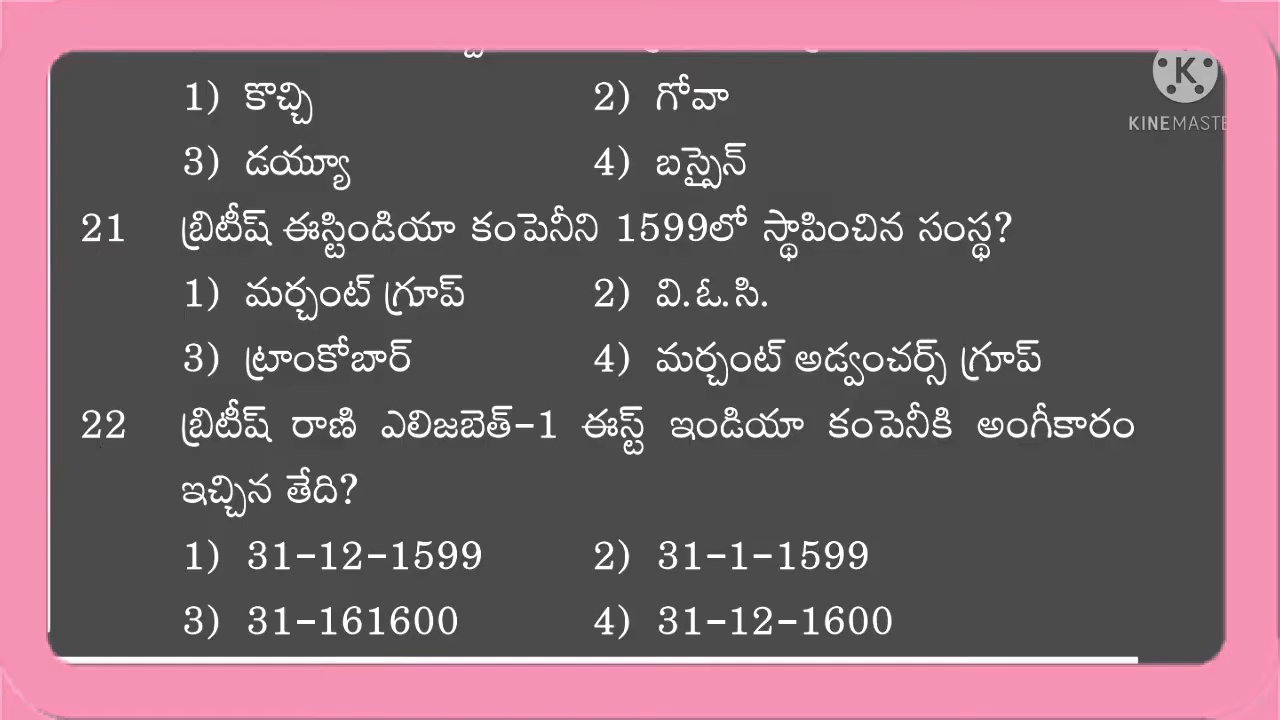 1) కొచ్చి 2) గోవా
3) డయ్యూ 4) బస్సైన్
21 బ్రిటీష్ ఈస్టిండియా కంపెనీని 1599లో స్థాపించిన సంస్థ?
1) మర్చంట్ గ్రూప్ 2) వి.ఓ.సి.
3) ట్రాంకోబార్ 4) మర్చంట్ అడ్వంచర్స్ గ్రూప్
22 బ్రిటీష్ రాణి ఎలిజబెత్-1 ఈస్ట్ ఇండియా కంపెనీకి అంగీకారం
ఇచ్చిన తేది?
1) 31-12-1599 2) 31-1-1599
3) 31-161600 4) 31-12-1600
K
KINEMASTE